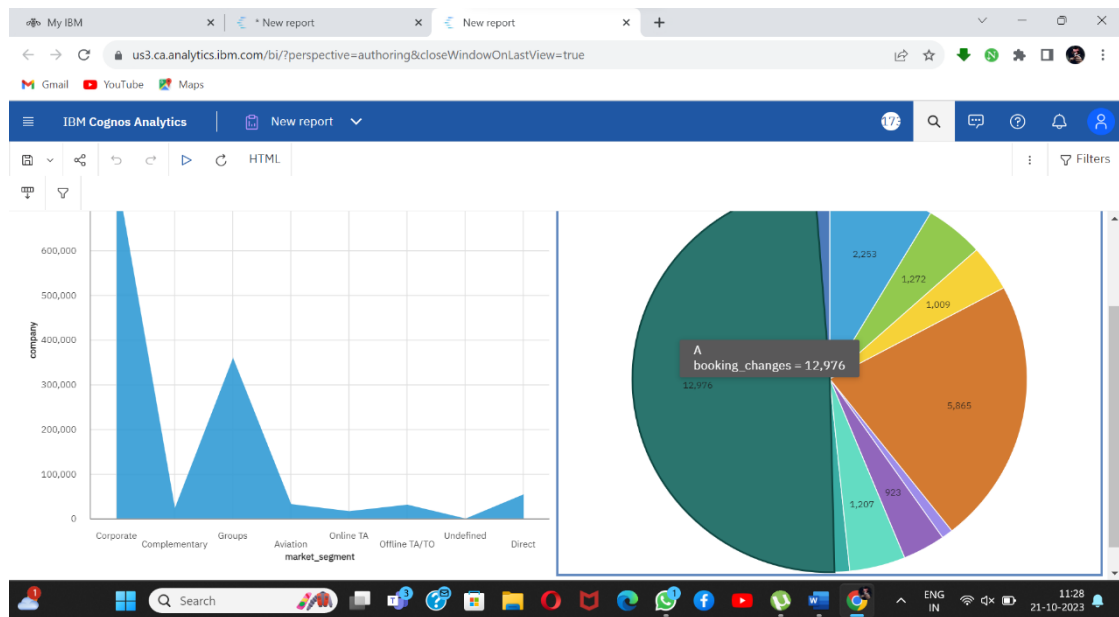 My IBM
* New report
New report
us3.ca.analytics.ibm.com/bi/?perspective=authoring&closeWindowOnLastView=true
Gmail YouTube Maps
IBM Cognos Analytics New report
HTML Filters
600,000
500,000
400,000
300,000
200,000
100,000
0
company
Corporate
Complementary
Groups
Aviation
Online TA
Offline TA/TO
Undefined
Direct
market_segment
2,253
1,272
1,009
A
booking_changes = 12,976
12,976
5,865
923
1,207
1
Search
3
1
ENG
IN
11:28
21-10-2023